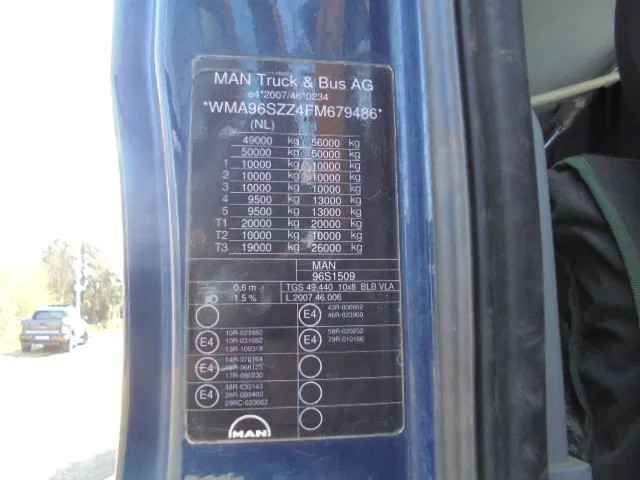 MAN Truck & Bus AG
e4*2007/46*0234
*WMA96SZZ4FM679486*
(NL)
49000 kg 56000 kg
50000 kg 50000 kg
1 10000 kg 10000 kg
2 10000 kg 10000 kg
3 10000 kg 10000 kg
4 9500 kg 13000 kg
5 9500 kg 13000 kg
T1 20000 kg 20000 kg
T2 10000 kg 10000 kg
T3 19000 kg 26000 kg
MAN
96S1509
0,6 m TGS 49.440 10x8 BLB VLA
1.5 % L.2007.46.006
E4
E4
E4
E4
E4
MAN